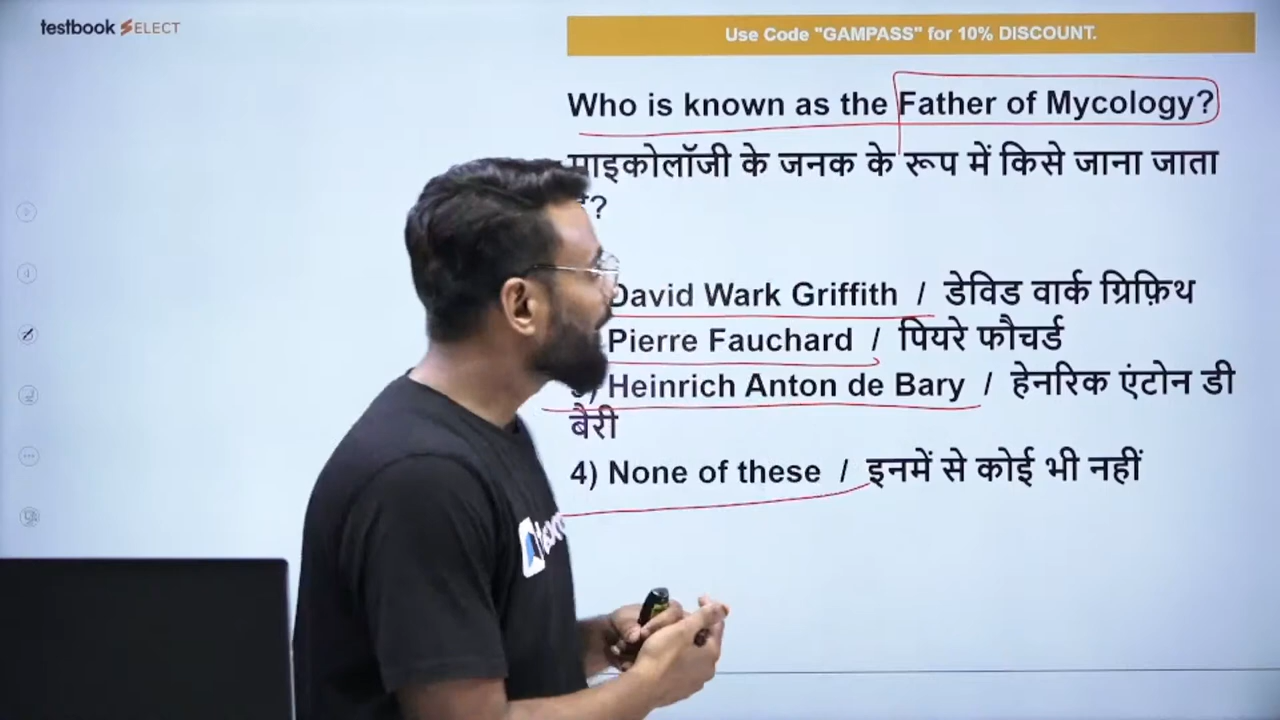 testbook SELECT
Use Code "GAMPASS" for 10% DISCOUNT.
Who is known as the Father of Mycology?
माइकोलॉजी के जनक के रूप में किसे जाना जाता
?
David Wark Griffith / डेविड वार्क ग्रिफ़िथ
Pierre Fauchard / पियरे फौचर्ड
3) Heinrich Anton de Bary / हेनरिक एंटोन डी
बैरी
4) None of these / इनमें से कोई भी नहीं